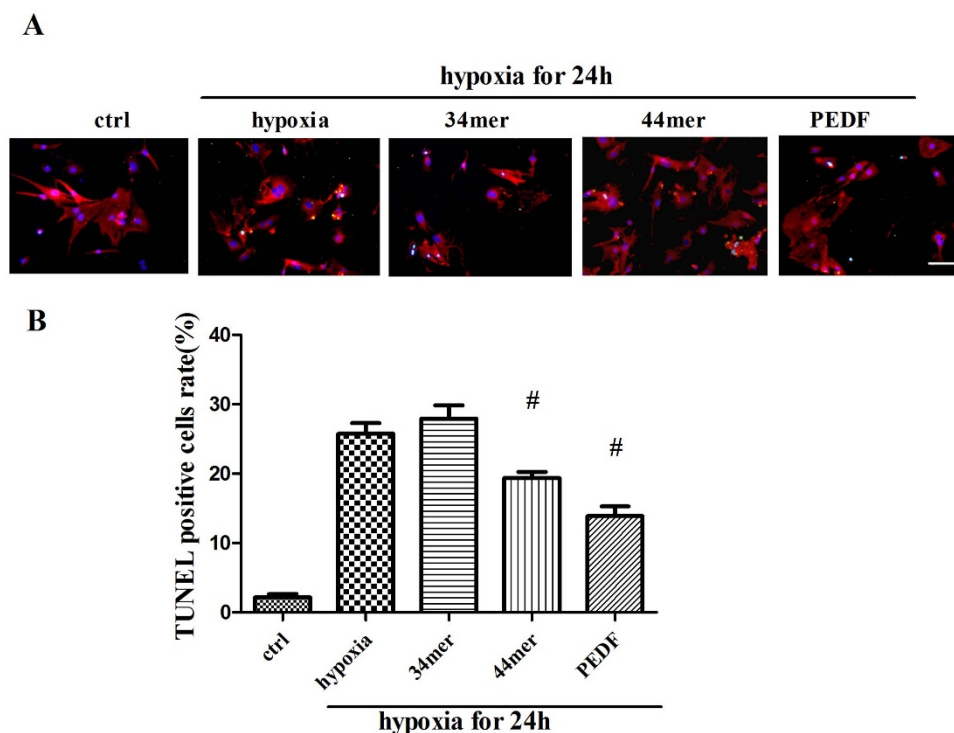 A
hypoxia for 24h
ctrl hypoxia 34mer 44mer PEDF
B
TUNEL positive cells rate(%)
40
30
20
10
0
#
#
ctrl hypoxia 34mer 44mer PEDF
hypoxia for 24h